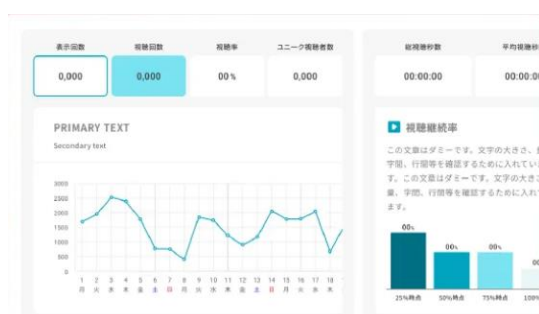 表示回数
視聴回数
視聴率
ユニーク視聴者数
0,000
0,000
00%
0,000
PRIMARY TEXT
Secondary text
3000
2500
2000
1500
1000
500
0
1 2 3 4 5 6 7 8 9 10 11 12 13 14 15 16 17 18
月 火 水 木 金 土 日 月 火 水 木 金 土 日 月 火 水 木
総視聴秒数
平均視聴秒
00:00:00
00:00:00
視聴継続率
この文章はダミーです。文字の大きさ、
字間、行間等を確認するために入れてい
す。この文章はダミーです。文字の大きさ
量、字間、行間等を確認するために入れ
ます。
00%
00%
00%
00
25%時点
50%時点
75%時点
100%